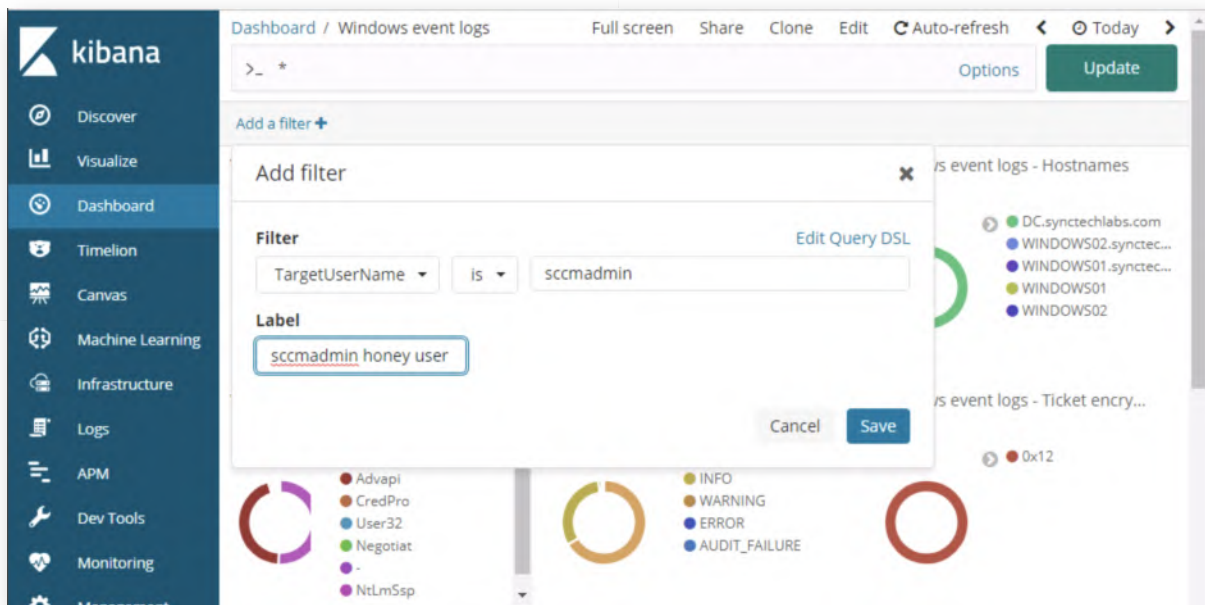 kibana
Discover
Visualize
Dashboard
Timelion
Canvas
Machine Learning
Infrastructure
Logs
APM
Dev Tools
Monitoring
Dashboard / Windows event logs
Full screen Share Clone Edit Auto-refresh Today
>_ *
Options
Update
Add a filter
Add filter
Filter
Edit Query DSL
TargetUserName is sccmadmin
Label
sccmadmin honey user
Cancel Save
s event logs - Hostnames
DC.synctechlabs.com
WINDOWS02.synctec...
WINDOWS01.synctec...
WINDOWS01
WINDOWS02
s event logs - Ticket encry...
0x12
Advapi
CredPro
User32
Negotiat
-
NtLmSsp
INFO
WARNING
ERROR
AUDIT_FAILURE